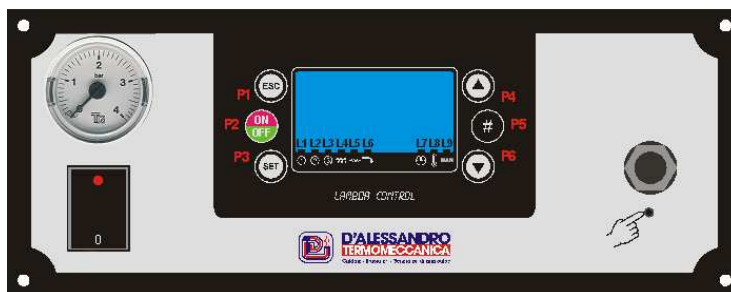 bar
0 1 2 3 4
P1 ESC
P2 ON OFF
P3 SET
P4
# P5
P6
L1 L2 L3 L4 L5 L6 L7 L8 L9
MAN
LAMBDA CONTROL
0
D'ALESSANDRO
TERMOMECCANICA